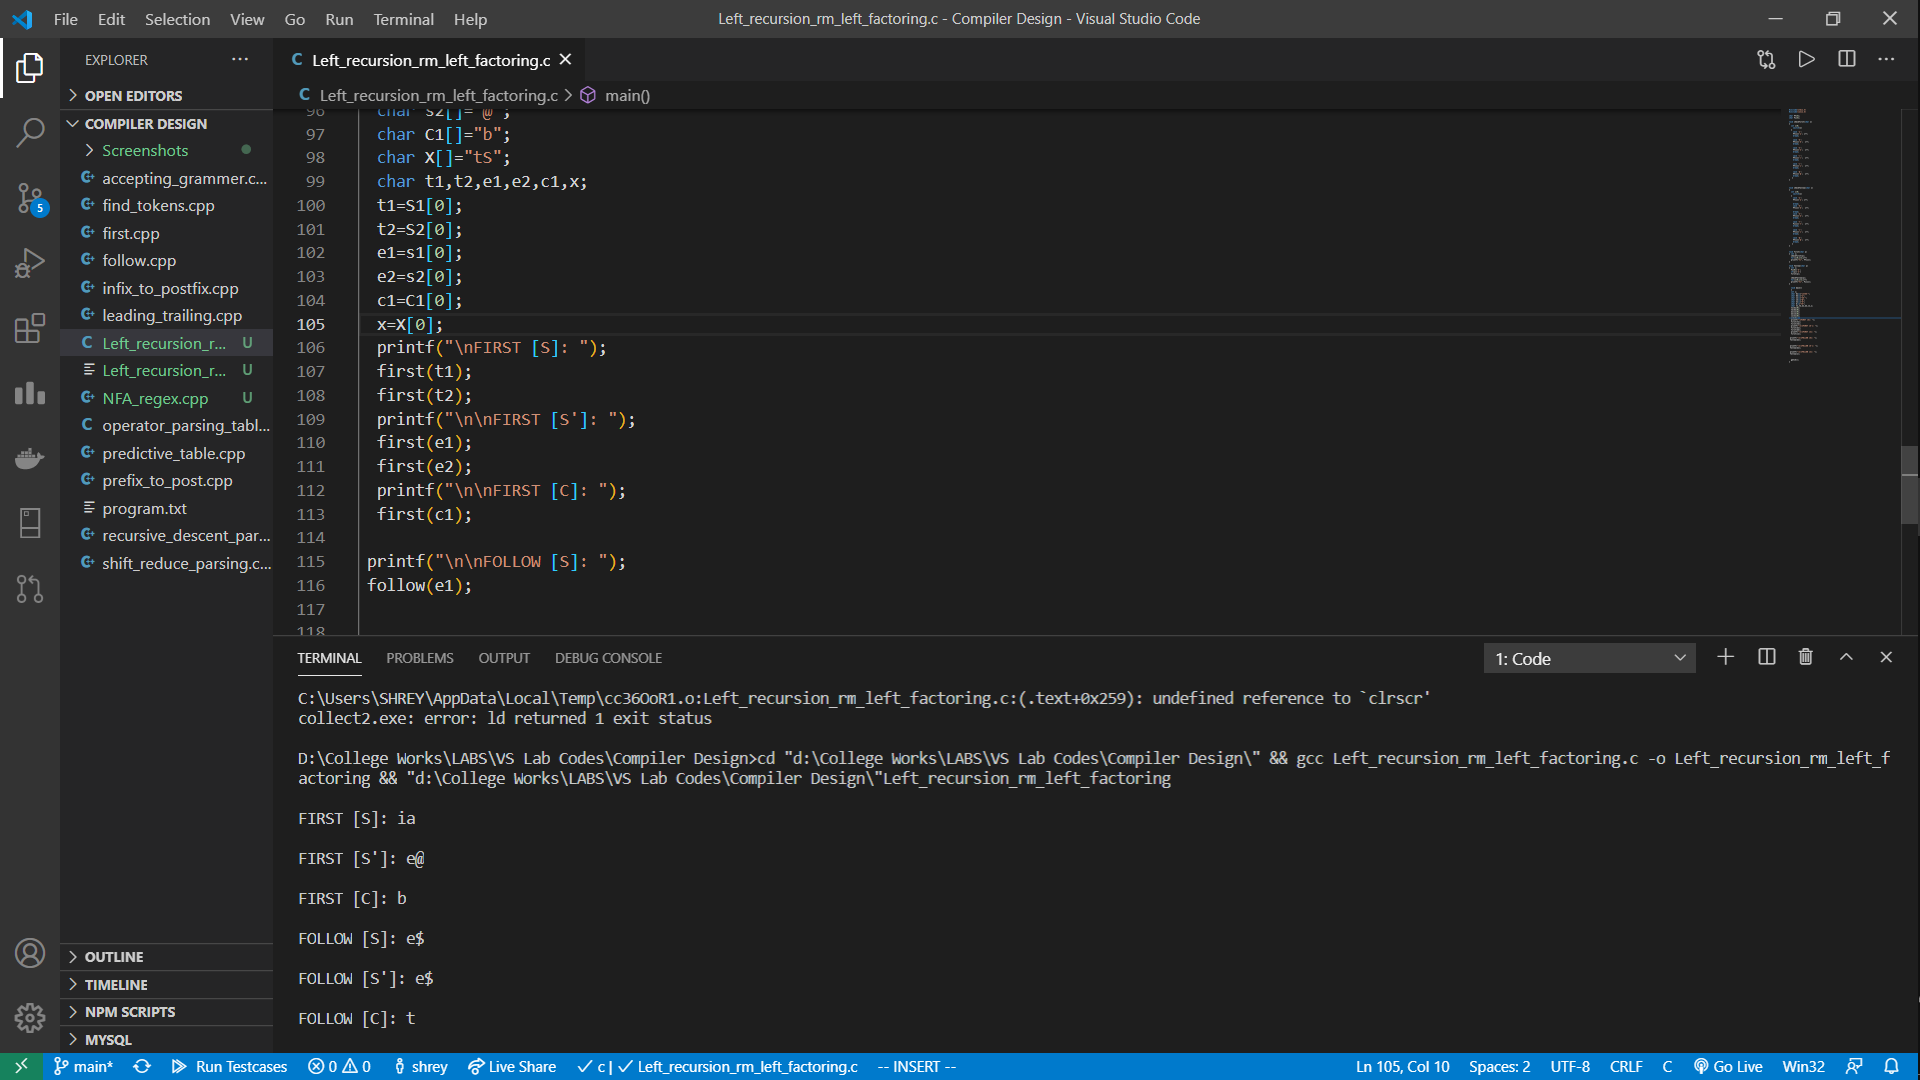 File Edit Selection View Go Run Terminal Help
Left_recursion_rm_left_factoring.c - Compiler Design - Visual Studio Code
EXPLORER
OPEN EDITORS
COMPILER DESIGN
Screenshots
accepting_grammer.c...
find_tokens.cpp
first.cpp
follow.cpp
infix_to_postfix.cpp
leading_trailing.cpp
Left_recursion_r... U
Left_recursion_r... U
NFA_regex.cpp U
operator_parsing_tabl...
predictive_table.cpp
prefix_to_post.cpp
program.txt
recursive_descent_par...
shift_reduce_parsing.c...
OUTLINE
TIMELINE
NPM SCRIPTS
MYSQL
5
Left_recursion_rm_left_factoring.c
Left_recursion_rm_left_factoring.c > main()
96 char s2[]="@";
97 char C1[]="b";
98 char X[]="tS";
99 char t1,t2,e1,e2,c1,x;
100 t1=S1[0];
101 t2=S2[0];
102 e1=s1[0];
103 e2=s2[0];
104 c1=C1[0];
105 x=X[0];
106 printf("\nFIRST [S]: ");
107 first(t1);
108 first(t2);
109 printf("\n\nFIRST [S']: ");
110 first(e1);
111 first(e2);
112 printf("\n\nFIRST [C]: ");
113 first(c1);
114
115 printf("\n\nFOLLOW [S]: ");
116 follow(e1);
117
118
TERMINAL PROBLEMS OUTPUT DEBUG CONSOLE
1: Code
C:\Users\SHREY\AppData\Local\Temp\cc36OoR1.o:Left_recursion_rm_left_factoring.c:(.text+0x259): undefined reference to `clrscr'
collect2.exe: error: ld returned 1 exit status
D:\College Works\LABS\VS Lab Codes\Compiler Design>cd "d:\College Works\LABS\VS Lab Codes\Compiler Design\" && gcc Left_recursion_rm_left_factoring.c -o Left_recursion_rm_left_f
actoring && "d:\College Works\LABS\VS Lab Codes\Compiler Design\"Left_recursion_rm_left_factoring
FIRST [S]: ia
FIRST [S']: e@
FIRST [C]: b
FOLLOW [S]: e$
FOLLOW [S']: e$
FOLLOW [C]: t
main* Run Testcases 0 0 shrey Live Share c | Left_recursion_rm_left_factoring.c -- INSERT -- Ln 105, Col 10 Spaces: 2 UTF-8 CRLF C Go Live Win32